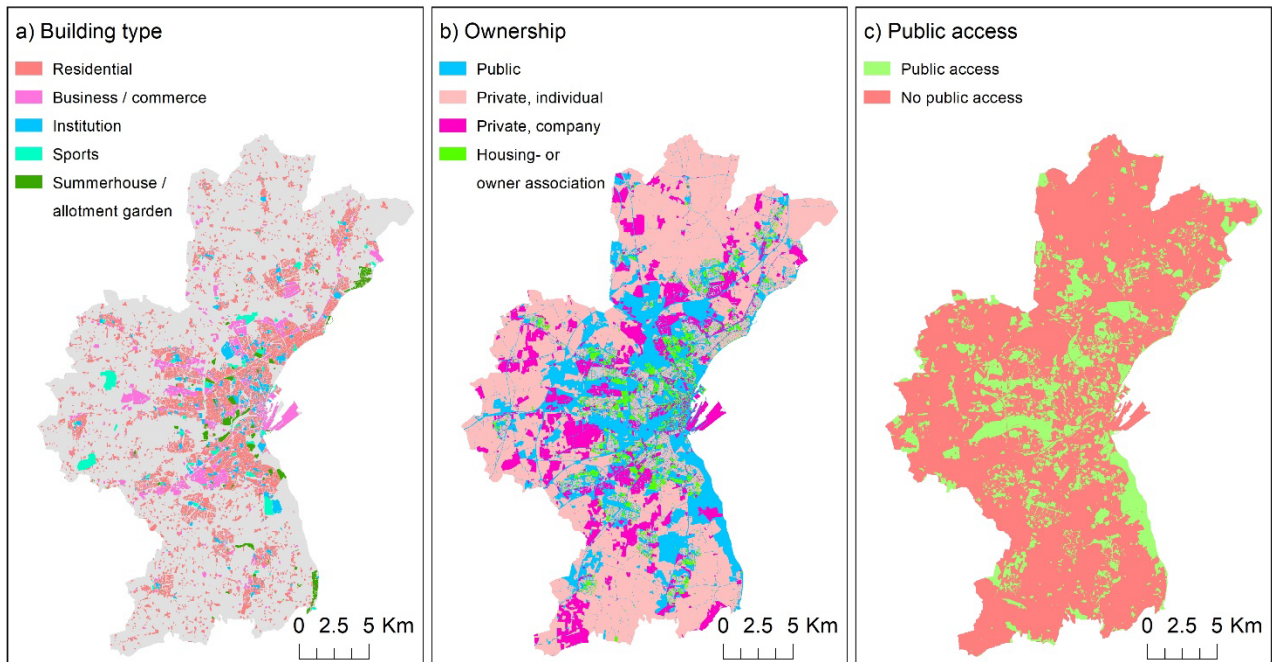 a) Building type
Residential
Business / commerce
Institution
Sports
Summerhouse /
allotment garden
0 2.5 5 Km
b) Ownership
Public
Private, individual
Private, company
Housing- or
owner association
0 2.5 5 Km
c) Public access
Public access
No public access
0 2.5 5 Km